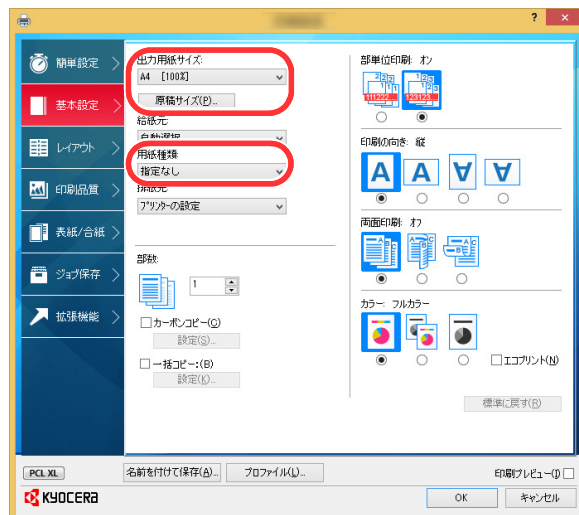 ? ×
簡単設定
基本設定
レイアウト
印刷品質
表紙/合紙
ジョブ保存
拡張機能
出力用紙サイズ:
A4 [100%]
原稿サイズ(P)...
給紙元:
自動選択
用紙種類:
指定なし
排紙先:
プリンターの設定
部数:
1
カーボンコピー(O)
設定(S)...
一括コピー:(B)
設定(K)...
部単位印刷: オン
111222 123123
印刷の向き: 縦
A A A A
両面印刷: オフ
カラー: フルカラー
エコプリント(N)
標準に戻す(R)
PCL XL
名前を付けて保存(A)...
プロファイル(L)...
印刷プレビュー(I)
KYOCERA
OK
キャンセル